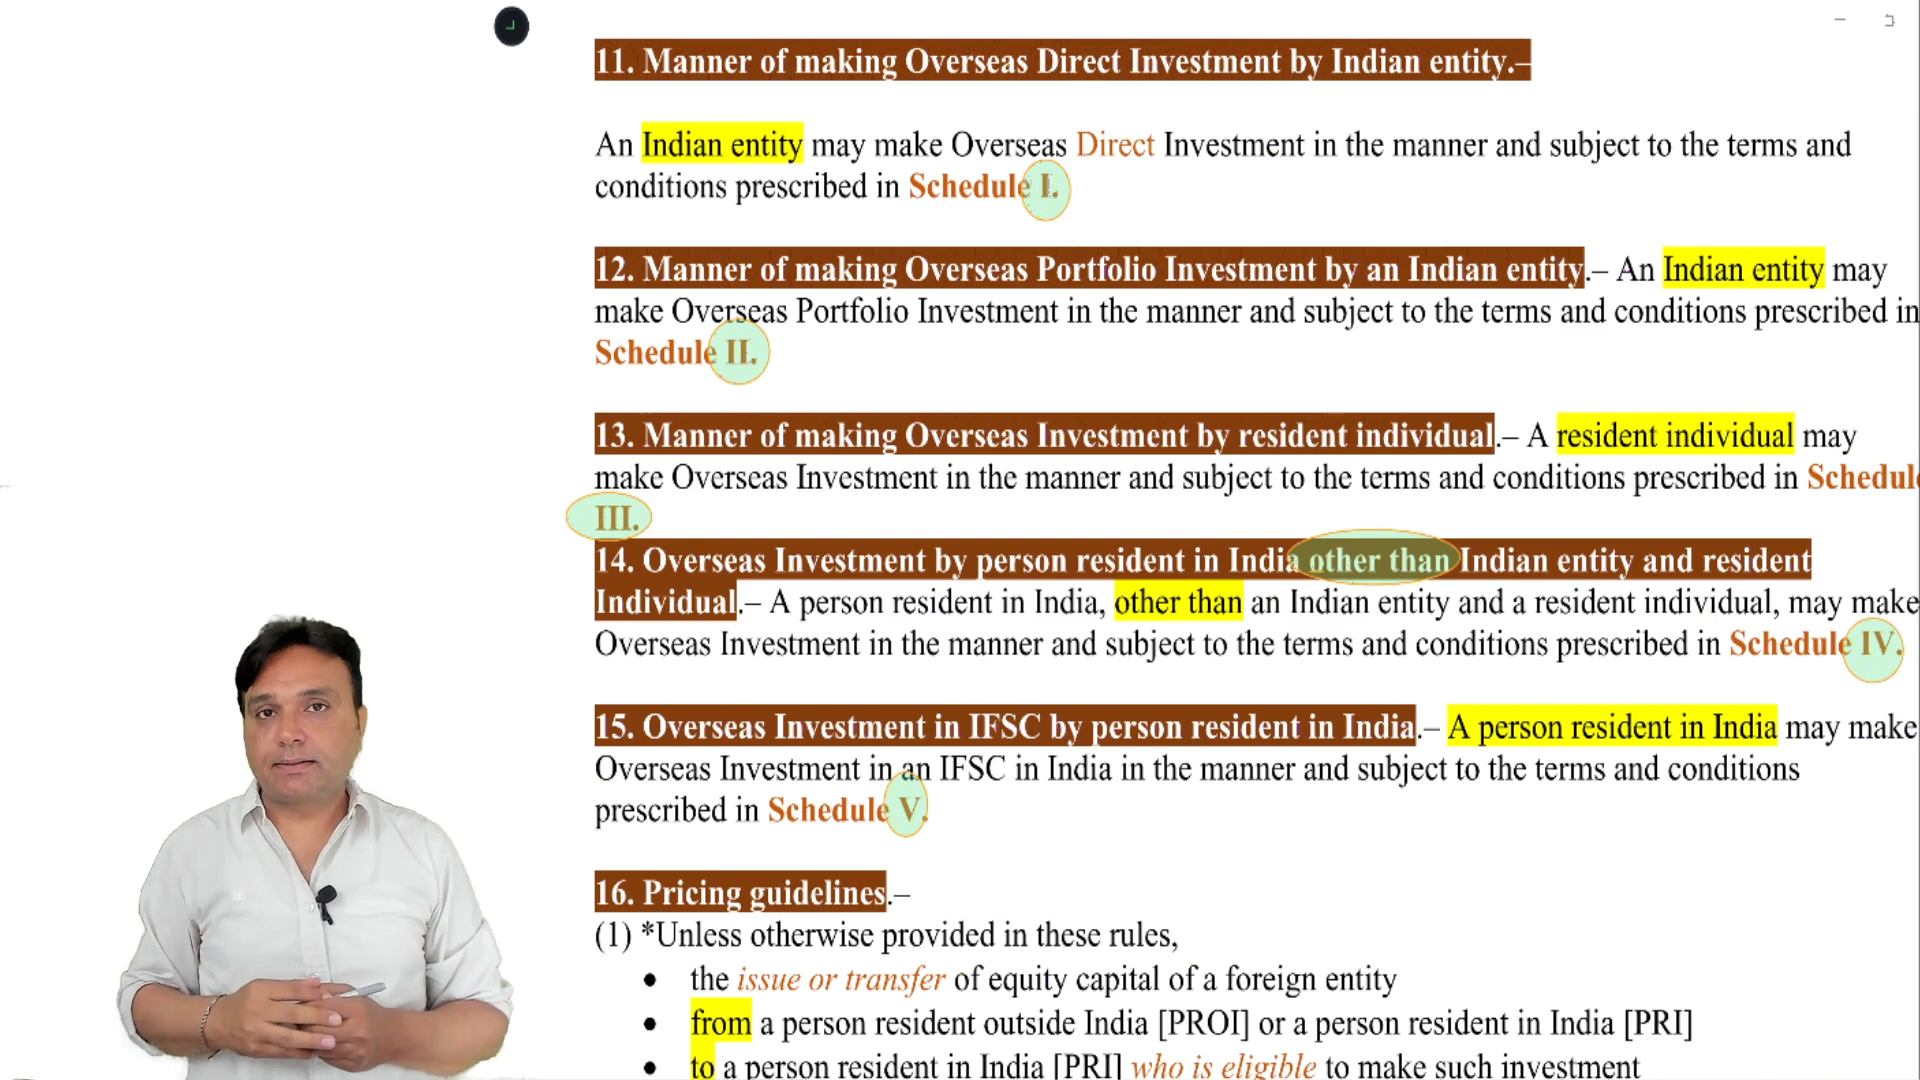 11. Manner of making Overseas Direct Investment by Indian entity.–
An Indian entity may make Overseas Direct Investment in the manner and subject to the terms and
conditions prescribed in Schedule I.
12. Manner of making Overseas Portfolio Investment by an Indian entity.– An Indian entity may
make Overseas Portfolio Investment in the manner and subject to the terms and conditions prescribed in
Schedule II.
13. Manner of making Overseas Investment by resident individual.– A resident individual may
make Overseas Investment in the manner and subject to the terms and conditions prescribed in Schedule
III.
14. Overseas Investment by person resident in India other than Indian entity and resident
Individual.– A person resident in India, other than an Indian entity and a resident individual, may make
Overseas Investment in the manner and subject to the terms and conditions prescribed in Schedule IV.
15. Overseas Investment in IFSC by person resident in India.– A person resident in India may make
Overseas Investment in an IFSC in India in the manner and subject to the terms and conditions
prescribed in Schedule V.
16. Pricing guidelines.–
(1) *Unless otherwise provided in these rules,
• the issue or transfer of equity capital of a foreign entity
• from a person resident outside India [PROI] or a person resident in India [PRI]
• to a person resident in India [PRI] who is eligible to make such investment